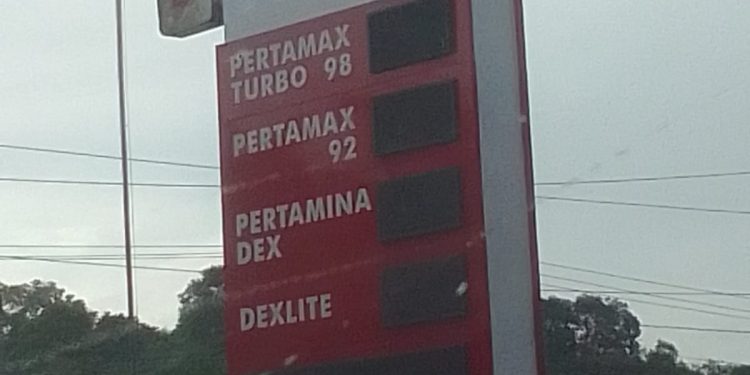 PERTAMAX
TURBO 98
PERTAMAX
92
PERTAMINA
DEX
DEXLITE